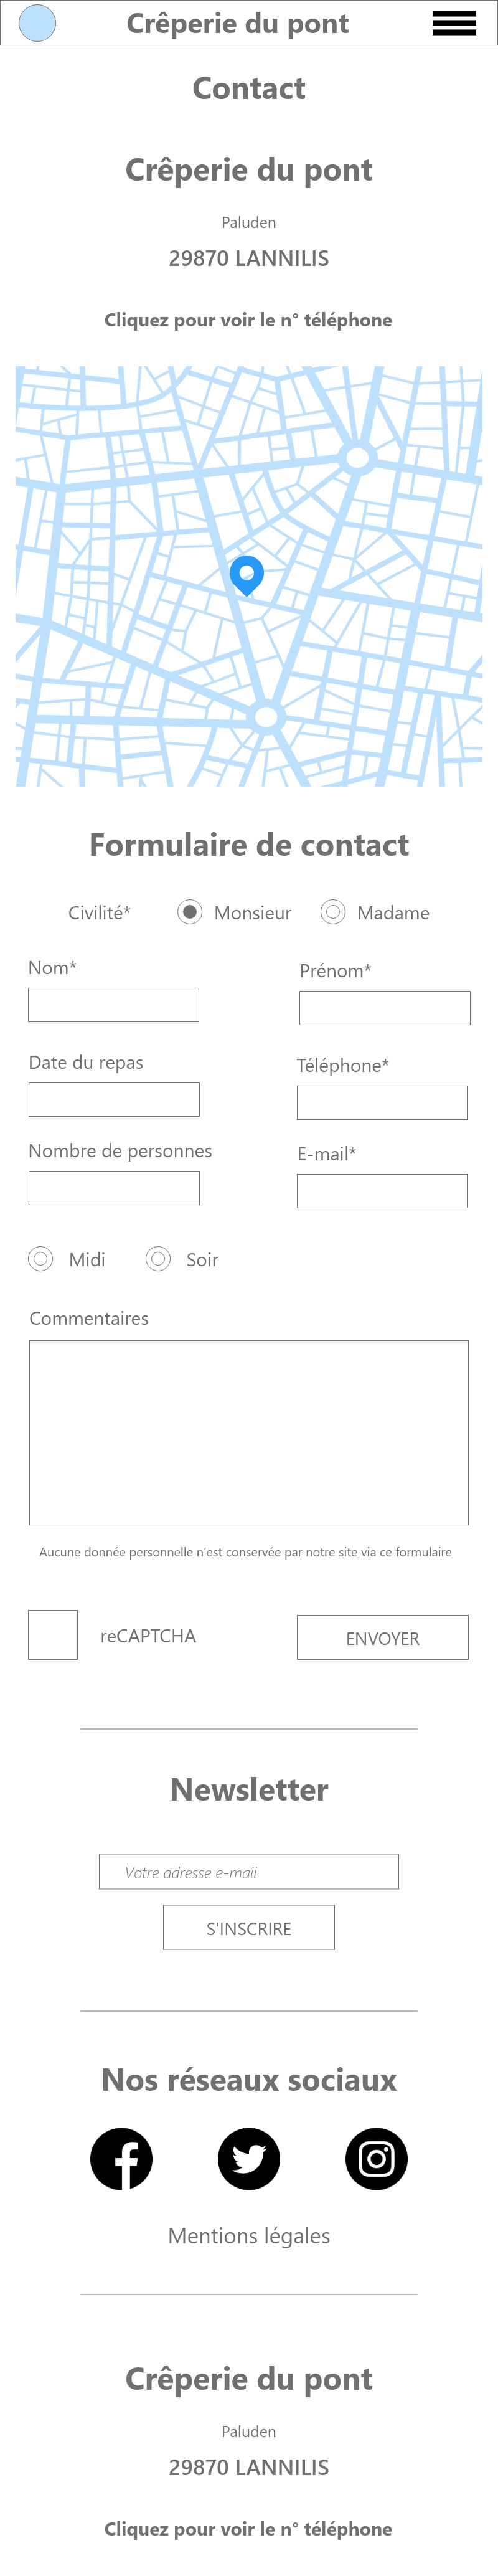 Crêperie du pont
Contact
Crêperie du pont
Paluden
29870 LANNILIS
Cliquez pour voir le n° téléphone
Formulaire de contact
Civilité* Monsieur Madame
Nom* Prénom*
Date du repas Téléphone*
Nombre de personnes E-mail*
Midi Soir
Commentaires
Aucune donnée personnelle n'est conservée par notre site via ce formulaire
reCAPTCHA ENVOYER
Newsletter
Votre adresse e-mail
S'INSCRIRE
Nos réseaux sociaux
Mentions légales
Crêperie du pont
Paluden
29870 LANNILIS
Cliquez pour voir le n° téléphone